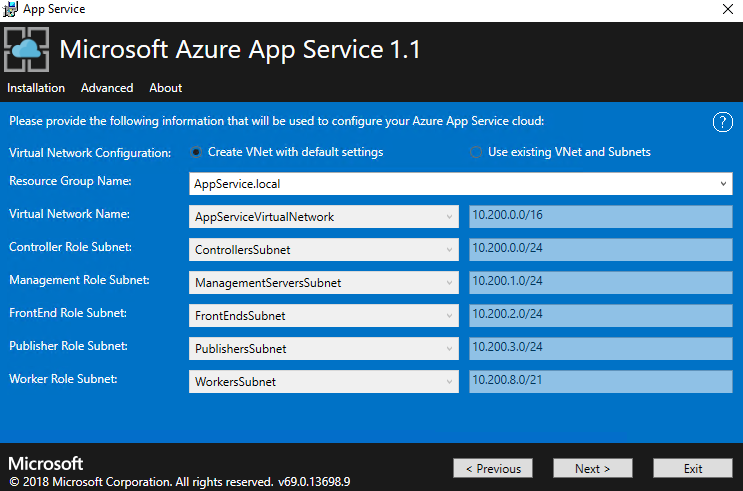 App Service
Microsoft Azure App Service 1.1
Installation Advanced About
Please provide the following information that will be used to configure your Azure App Service cloud: ?
Virtual Network Configuration: Create VNet with default settings Use existing VNet and Subnets
Resource Group Name: AppService.local
Virtual Network Name: AppServiceVirtualNetwork 10.200.0.0/16
Controller Role Subnet: ControllersSubnet 10.200.0.0/24
Management Role Subnet: ManagementServersSubnet 10.200.1.0/24
FrontEnd Role Subnet: FrontEndsSubnet 10.200.2.0/24
Publisher Role Subnet: PublishersSubnet 10.200.3.0/24
Worker Role Subnet: WorkersSubnet 10.200.8.0/21
Microsoft
© 2018 Microsoft Corporation. All rights reserved. v69.0.13698.9
< Previous Next > Exit